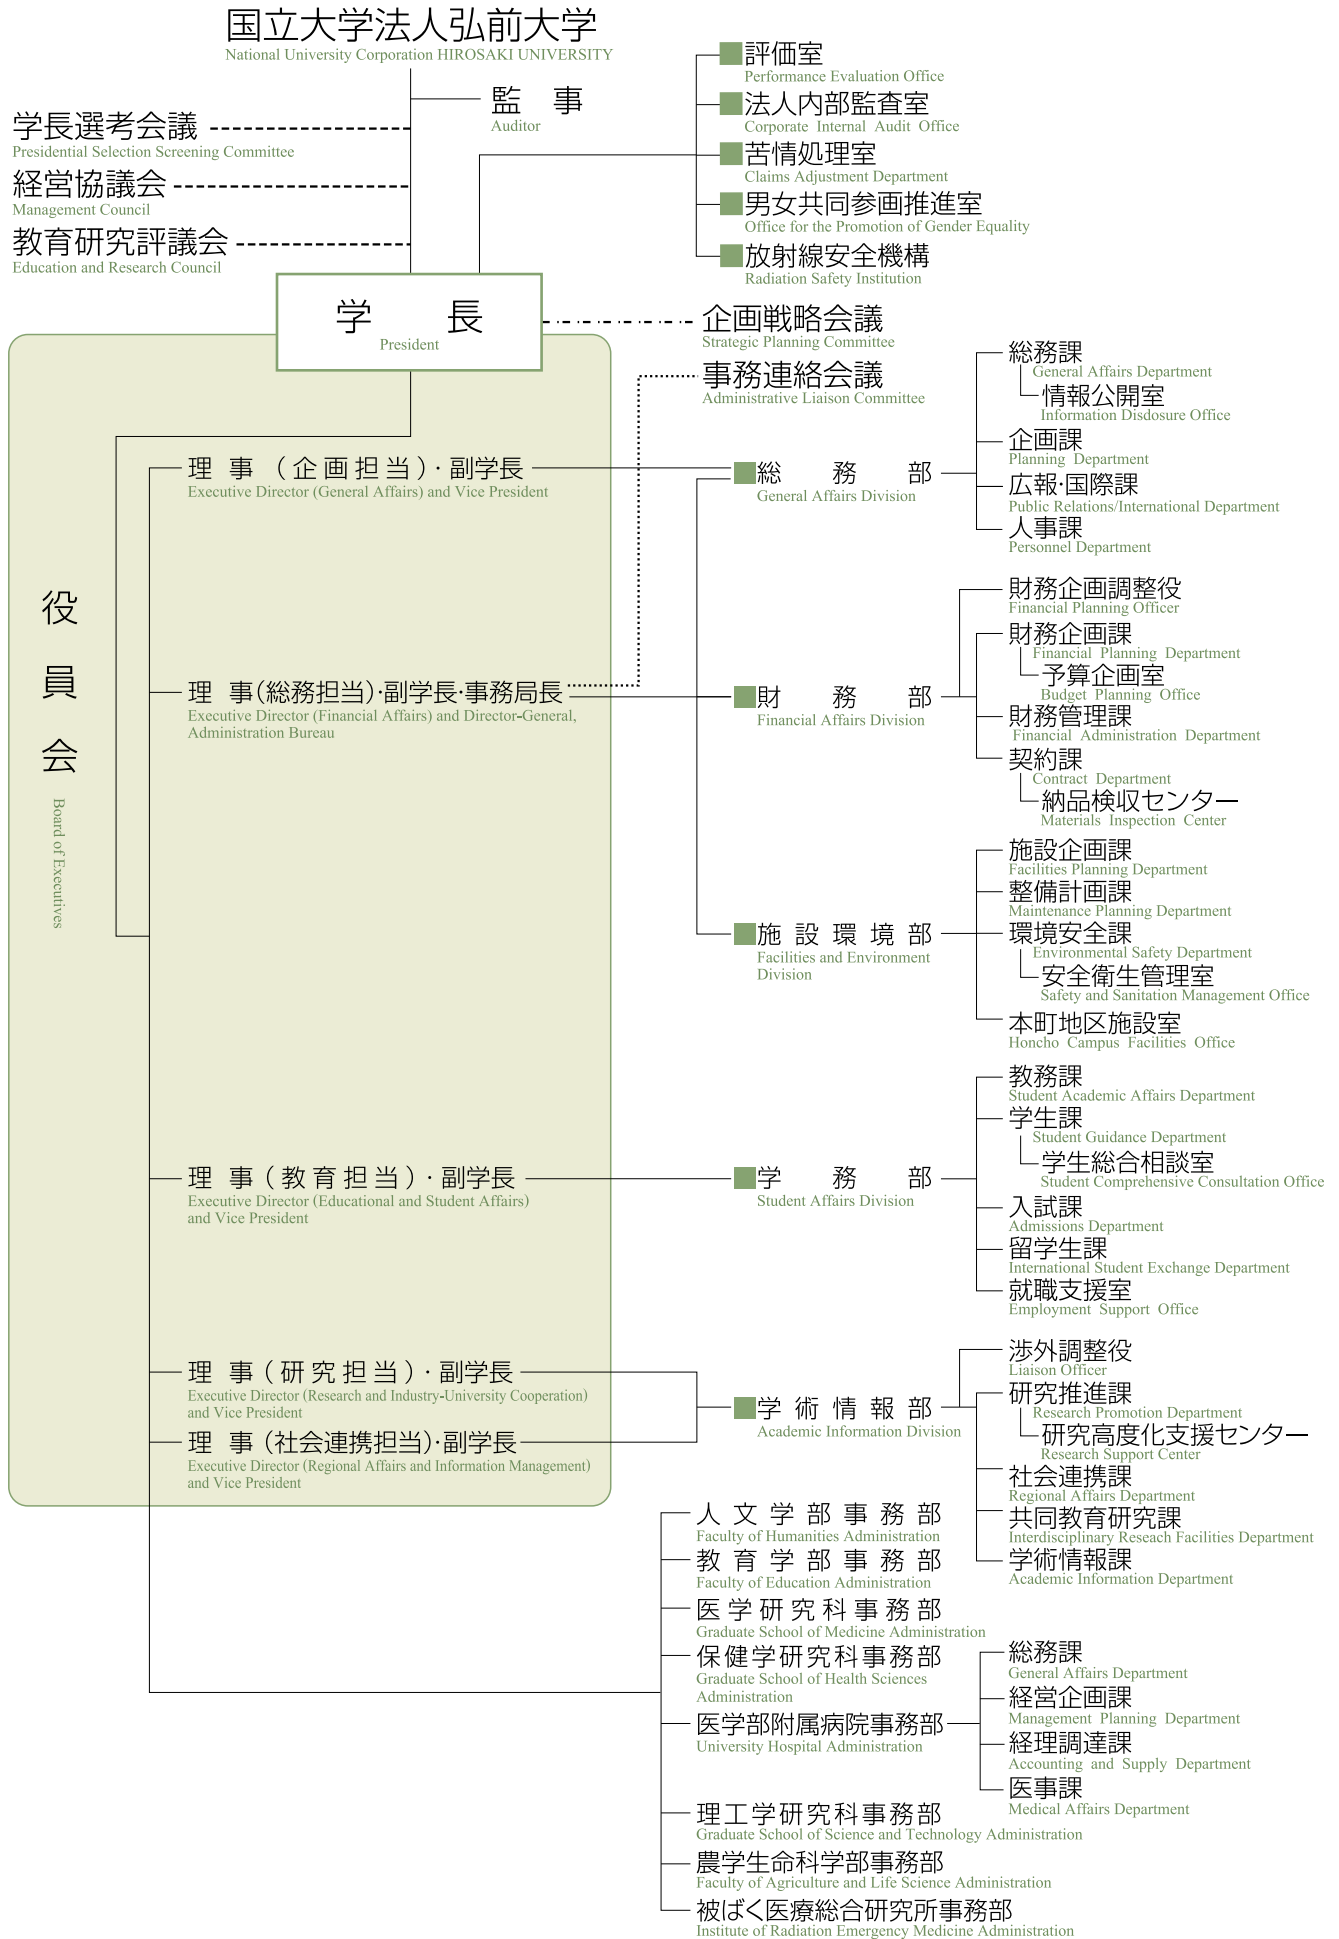 国立大学法人弘前大学
National University Corporation HIROSAKI UNIVERSITY
監 事
Auditor
学長選考会議
Presidential Selection Screening Committee
経営協議会
Management Council
教育研究評議会
Education and Research Council
評価室
Performance Evaluation Office
法人内部監査室
Corporate Internal Audit Office
苦情処理室
Claims Adjustment Department
男女共同参画推進室
Office for the Promotion of Gender Equality
放射線安全機構
Radiation Safety Institution
学 長
President
企画戦略会議
Strategic Planning Committee
事務連絡会議
Administrative Liaison Committee
役員会
Board of Executives
理 事 (企画担当)・副学長
Executive Director (General Affairs) and Vice President
総 務 部
General Affairs Division
総務課
General Affairs Department
情報公開室
Information Disdosure Office
企画課
Planning Department
広報・国際課
Public Relations/International Department
人事課
Personnel Department
理 事(総務担当)・副学長・事務局長
Executive Director (Financial Affairs) and Director-General,
Administration Bureau
財 務 部
Financial Affairs Division
財務企画調整役
Financial Planning Officer
財務企画課
Financial Planning Department
予算企画室
Budget Planning Office
財務管理課
Financial Administration Department
契約課
Contract Department
納品検収センター
Materials Inspection Center
施設環境部
Facilities and Environment
Division
施設企画課
Facilities Planning Department
整備計画課
Maintenance Planning Department
環境安全課
Environmental Safety Department
安全衛生管理室
Safety and Sanitation Management Office
本町地区施設室
Honcho Campus Facilities Office
理 事 (教育担当)・副学長
Executive Director (Educational and Student Affairs)
and Vice President
学 務 部
Student Affairs Division
教務課
Student Academic Affairs Department
学生課
Student Guidance Department
学生総合相談室
Student Comprehensive Consultation Office
入試課
Admissions Department
留学生課
International Student Exchange Department
就職支援室
Employment Support Office
理 事 (研究担当)・副学長
Executive Director (Research and Industry-University Cooperation)
and Vice President
理 事 (社会連携担当)・副学長
Executive Director (Regional Affairs and Information Management)
and Vice President
学術情報部
Academic Information Division
渉外調整役
Liaison Officer
研究推進課
Research Promotion Department
研究高度化支援センター
Research Support Center
社会連携課
Regional Affairs Department
共同教育研究課
Interdisciplinary Reseach Facilities Department
学術情報課
Academic Information Department
人文学部事務部
Faculty of Humanities Administration
教育学部事務部
Faculty of Education Administration
医学研究科事務部
Graduate School of Medicine Administration
保健学研究科事務部
Graduate School of Health Sciences
Administration
医学部附属病院事務部
University Hospital Administration
総務課
General Affairs Department
経営企画課
Management Planning Department
経理調達課
Accounting and Supply Department
医事課
Medical Affairs Department
理工学研究科事務部
Graduate School of Science and Technology Administration
農学生命科学部事務部
Faculty of Agriculture and Life Science Administration
被ばく医療総合研究所事務部
Institute of Radiation Emergency Medicine Administration